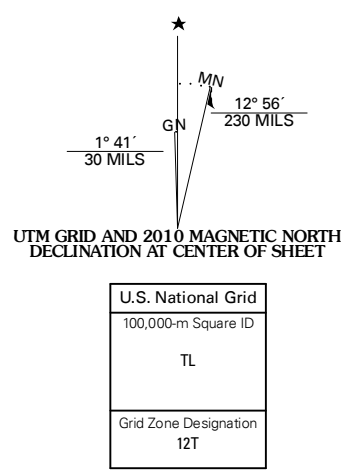 MN
GN
12° 56´
230 MILS
1° 41´
30 MILS
UTM GRID AND 2010 MAGNETIC NORTH
DECLINATION AT CENTER OF SHEET
U.S. National Grid
100,000-m Square ID
TL
Grid Zone Designation
12T